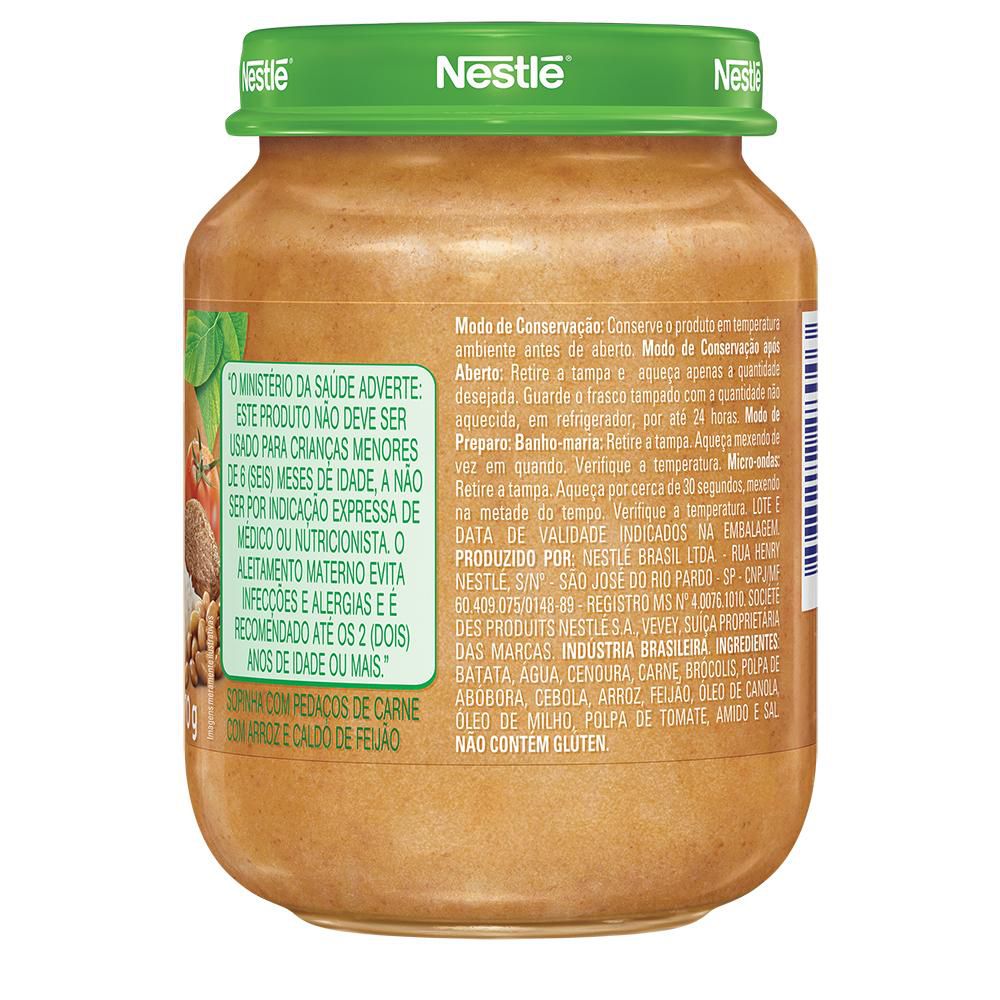 Nestlé
Nestlé
Nestlé
"O MINISTÉRIO DA SAÚDE ADVERTE:
ESTE PRODUTO NÃO DEVE SER
USADO PARA CRIANÇAS MENORES
DE 6 (SEIS) MESES DE IDADE, A NÃO
SER POR INDICAÇÃO EXPRESSA DE
MÉDICO OU NUTRICIONISTA. O
ALEITAMENTO MATERNO EVITA
INFECÇÕES E ALERGIAS E É
RECOMENDADO ATÉ OS 2 (DOIS)
ANOS DE IDADE OU MAIS."
SOPINHA COM PEDAÇOS DE CARNE
COM ARROZ E CALDO DE FEIJÃO
Imagens meramente ilustrativas
0g
Modo de Conservação: Conserve o produto em temperatura
ambiente antes de aberto. Modo de Conservação após
Aberto: Retire a tampa e aqueça apenas a quantidade
desejada. Guarde o frasco tampado com a quantidade não
aquecida, em refrigerador, por até 24 horas. Modo de
Preparo: Banho-maria: Retire a tampa. Aqueça mexendo de
vez em quando. Verifique a temperatura. Micro-ondas:
Retire a tampa. Aqueça por cerca de 30 segundos, mexendo
na metade do tempo. Verifique a temperatura. LOTE E
DATA DE VALIDADE INDICADOS NA EMBALAGEM.
PRODUZIDO POR: NESTLÉ BRASIL LTDA. - RUA HENRY
NESTLÉ, S/Nº - SÃO JOSÉ DO RIO PARDO - SP - CNPJ/MF
60.409.075/0148-89 - REGISTRO MS Nº 4.0076.1010. SOCIÉTÉ
DES PRODUITS NESTLÉ S.A., VEVEY, SUÍÇA PROPRIETÁRIA
DAS MARCAS. INDÚSTRIA BRASILEIRA. INGREDIENTES:
BATATA, ÁGUA, CENOURA, CARNE, BRÓCOLIS, POLPA DE
ABÓBORA, CEBOLA, ARROZ, FEIJÃO, ÓLEO DE CANOLA,
ÓLEO DE MILHO, POLPA DE TOMATE, AMIDO E SAL.
NÃO CONTÉM GLÚTEN.